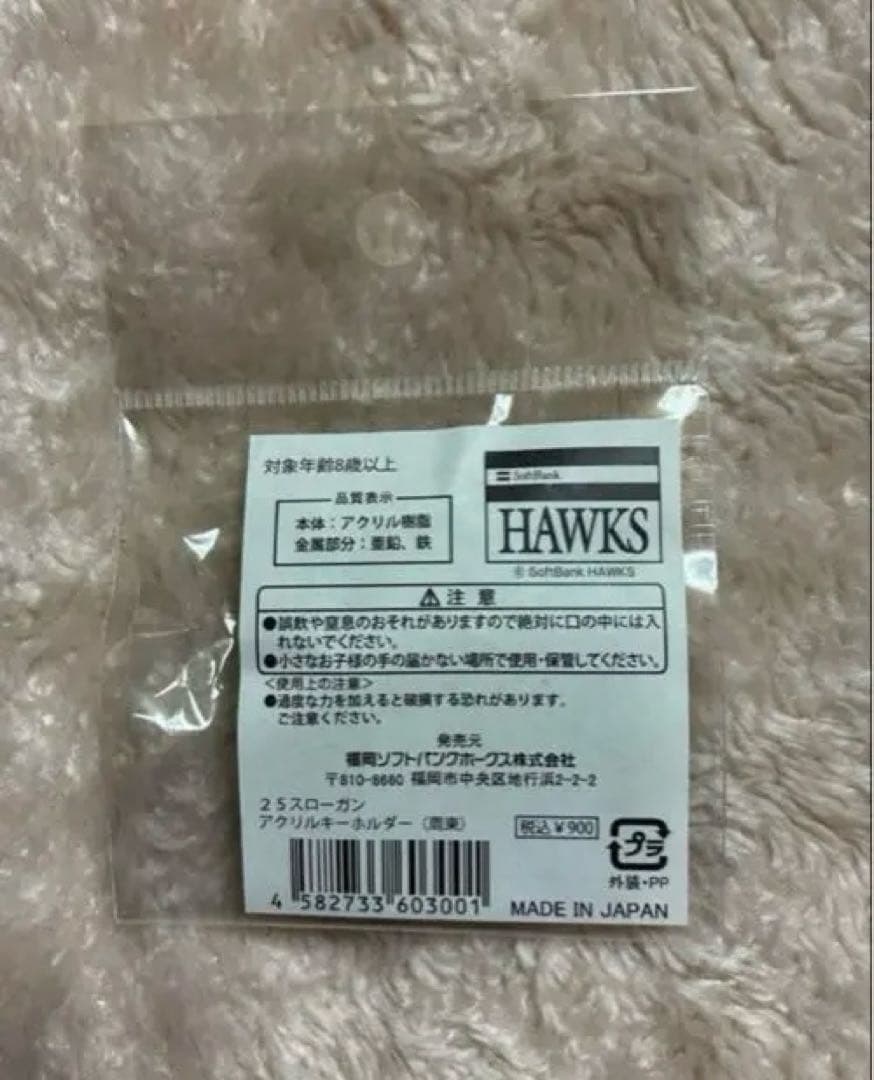 対象年齢8歳以上
品質表示
本体：アクリル樹脂
金属部分：亜鉛、鉄
SoftBank
HAWKS
© SoftBank HAWKS
⚠注 意
●誤飲や窒息のおそれがありますので絶対に口の中には入
れないでください。
●小さなお子様の手の届かない場所で使用・保管してください。
<使用上の注意>
●過度な力を加えると破損する恐れがあります。
ご注意ください。
発売元
福岡ソフトバンクホークス株式会社
〒810-8660 福岡市中央区地行浜2-2-2
25スローガン
アクリルキーホルダー（周東）
税込￥900
プラ
外装・PP
4 582733 603001
MADE IN JAPAN